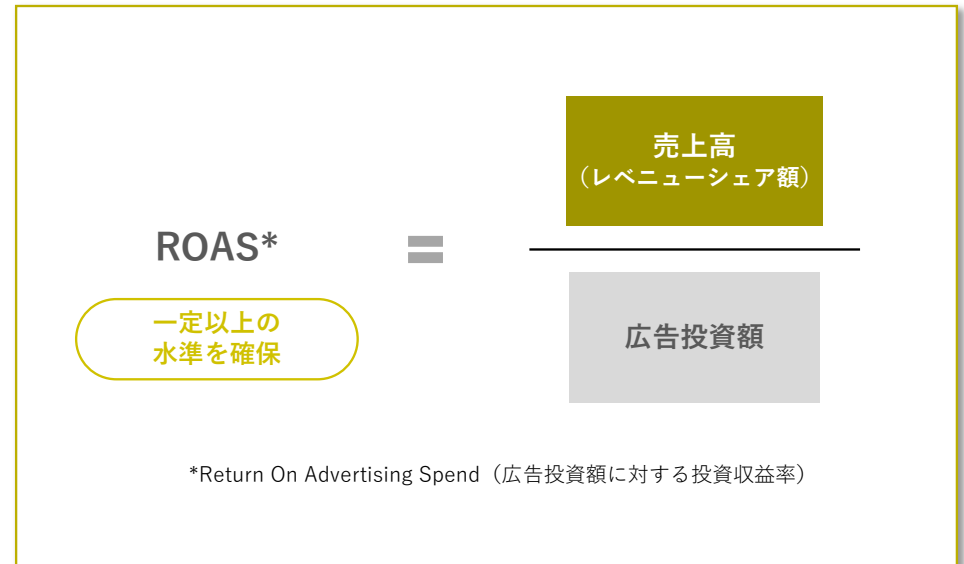 売上高
（レベニューシェア額）
ROAS*
=
一定以上の
水準を確保
広告投資額
*Return On Advertising Spend（広告投資額に対する投資収益率）